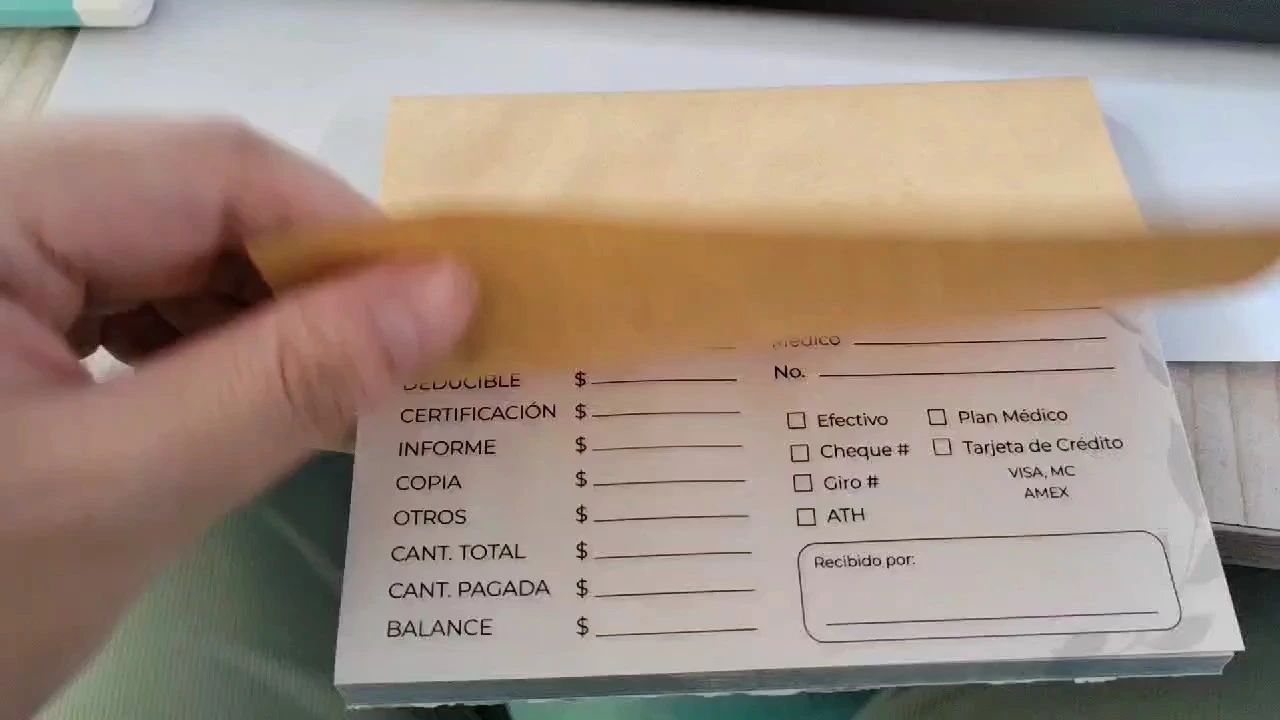 DEDUCIBLE $
CERTIFICACIÓN $
INFORME $
COPIA $
OTROS $
CANT. TOTAL $
CANT. PAGADA $
BALANCE $
Médico
No.
Efectivo
Plan Médico
Cheque #
Tarjeta de Crédito
VISA, MC
AMEX
Giro #
ATH
Recibido por: